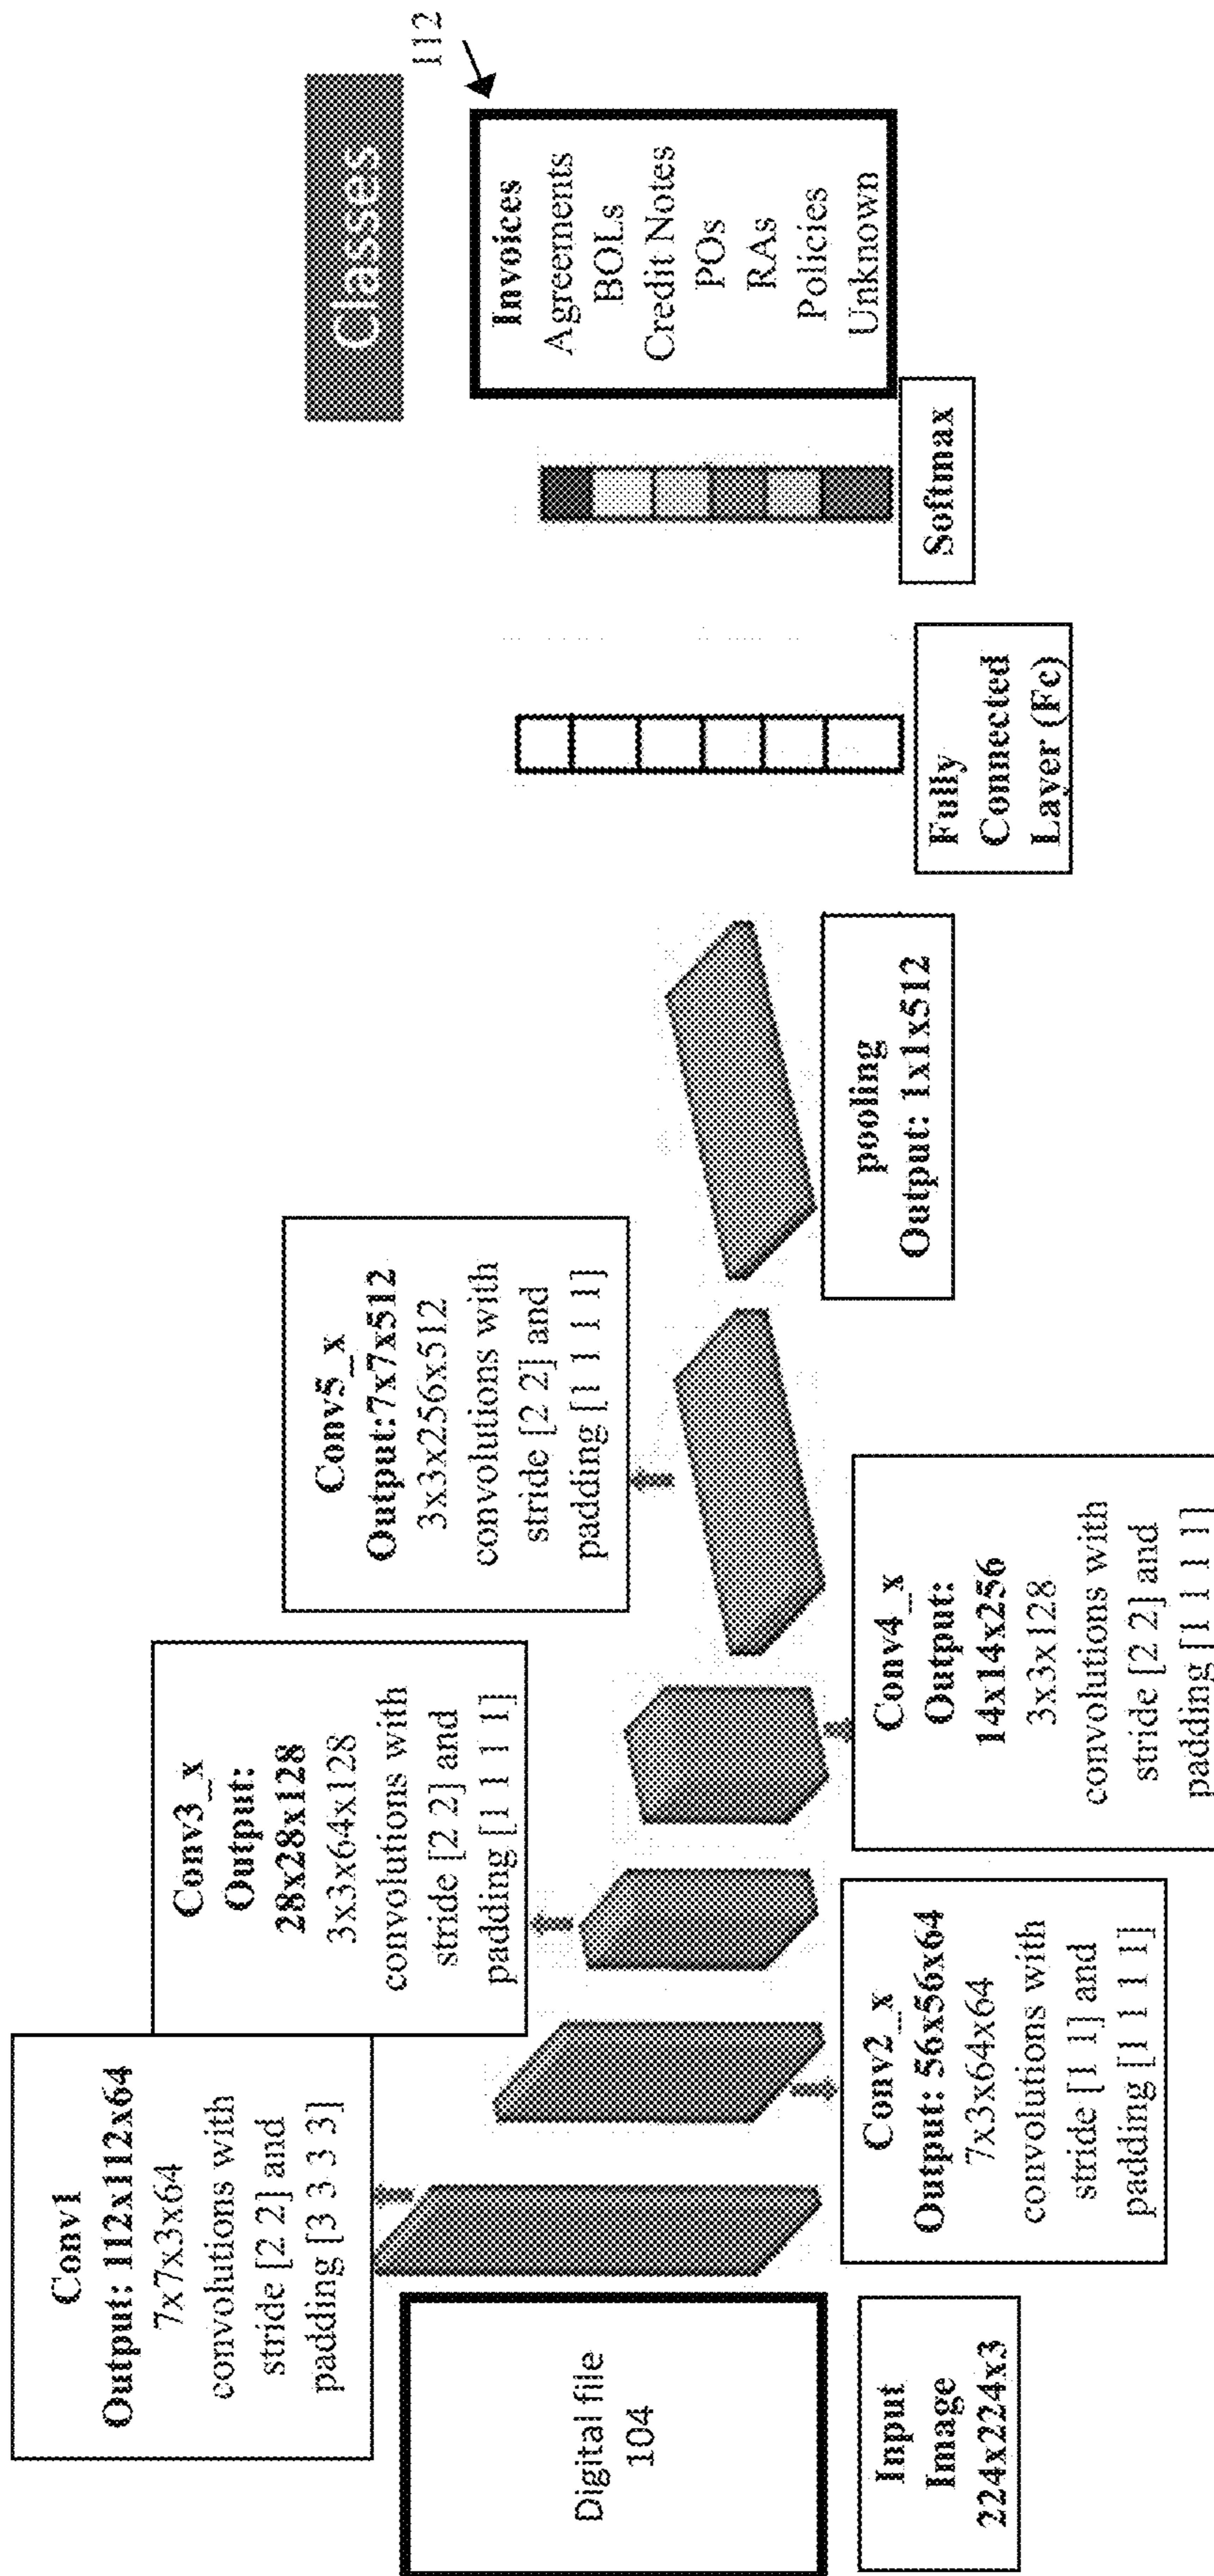 Conv1
Output: 112x112x64
7x7x3x64
convolutions with
stride [2 2] and
padding [3 3 3 3]
Conv3_x
Output:
28x28x128
3x3x64x128
convolutions with
stride [2 2] and
padding [1 1 1 1]
Conv5_x
Output:7x7x512
3x3x256x512
convolutions with
stride [2 2] and
padding [1 1 1 1]
Classes
112
Digital file
104
Invoices
Agreements
BOLs
Credit Notes
POs
RAs
Policies
Unknown
Input
Image
224x224x3
Conv2_x
Output: 56x56x64
7x3x64x64
convolutions with
stride [1 1] and
padding [1 1 1 1]
Conv4_x
Output:
14x14x256
3x3x128
convolutions with
stride [2 2] and
padding [1 1 1 1]
pooling
Output: 1x1x512
Fully
Connected
Layer (Fc)
Softmax